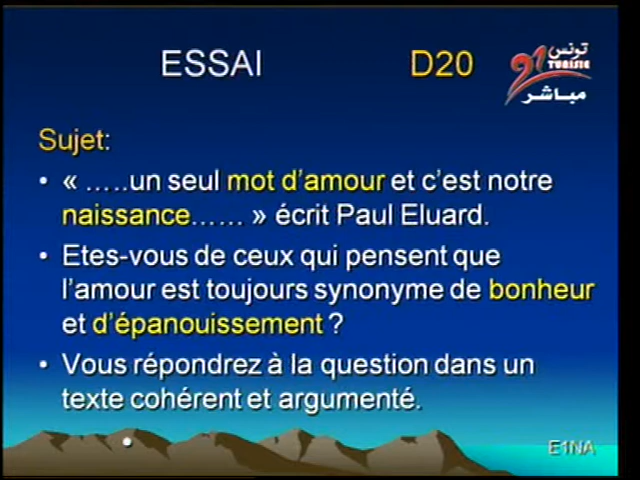 ESSAI D20
تونس
21
TUNISIE
مباشر
Sujet:
• « …..un seul mot d’amour et c’est notre
naissance…… » écrit Paul Eluard.
• Etes-vous de ceux qui pensent que
l’amour est toujours synonyme de bonheur
et d’épanouissement ?
• Vous répondrez à la question dans un
texte cohérent et argumenté.
E1NA